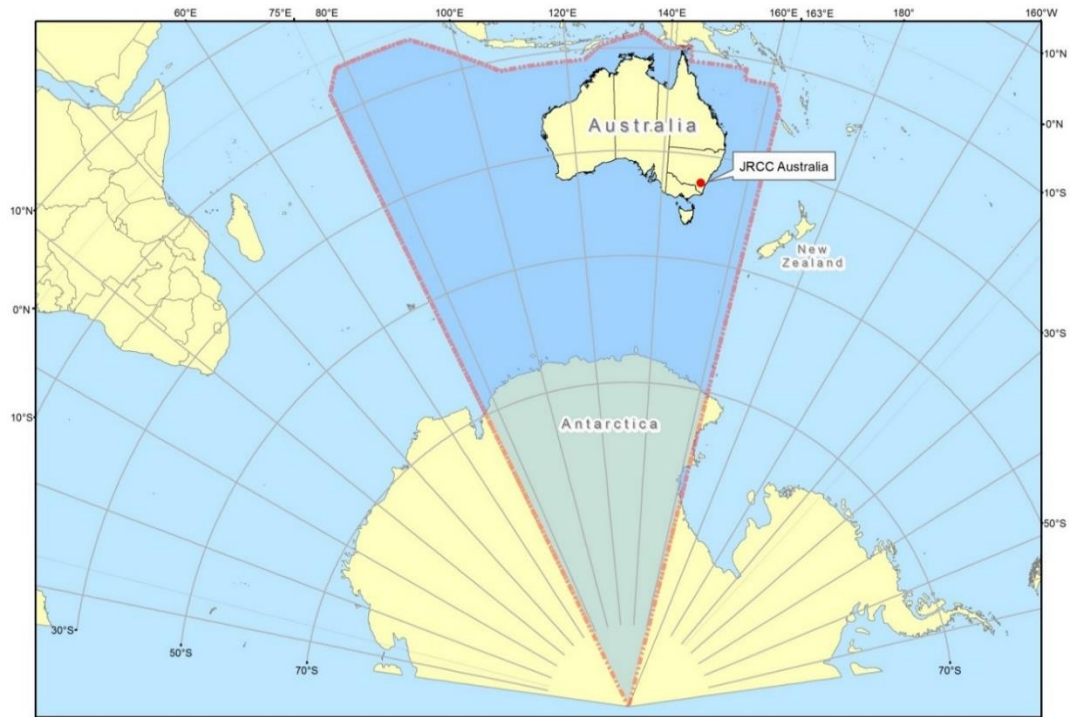 60°E
75°E
80°E
100°E
120°E
140°E
160°E
163°E
180°
160°W
10°N
0°N
10°S
30°S
50°S
10°N
0°N
10°S
30°S
50°S
70°S
70°S
Australia
JRCC Australia
New
Zealand
Antarctica